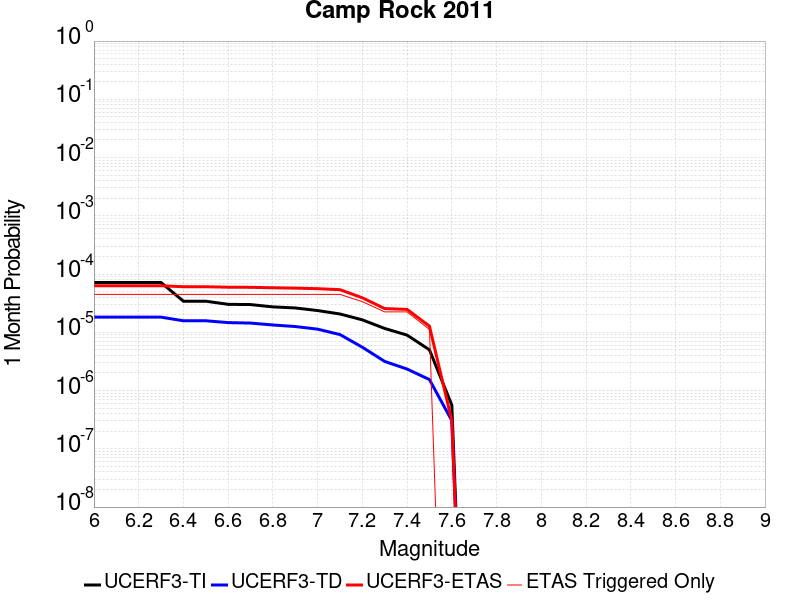 Camp Rock 2011
1 Month Probability
10^0
10^-1
10^-2
10^-3
10^-4
10^-5
10^-6
10^-7
10^-8
6 6.2 6.4 6.6 6.8 7 7.2 7.4 7.6 7.8 8 8.2 8.4 8.6 8.8 9
Magnitude
UCERF3-TI UCERF3-TD UCERF3-ETAS ETAS Triggered Only